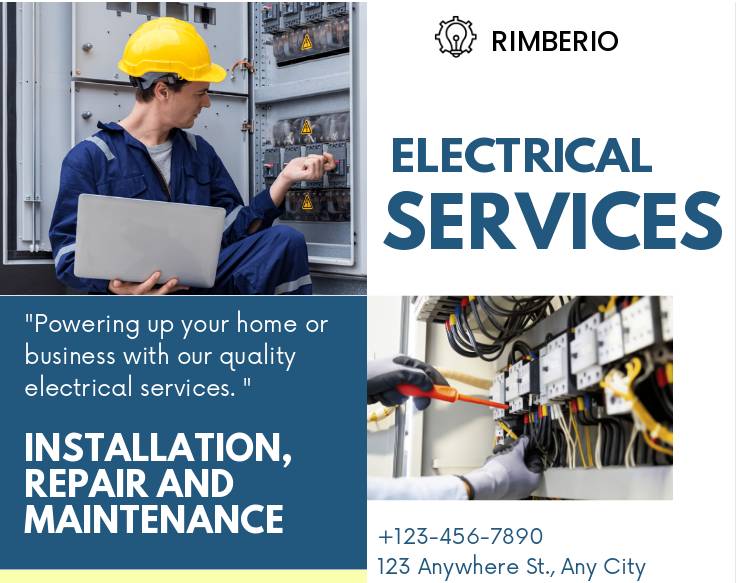 RIMBERIO
ELECTRICAL
SERVICES
"Powering up your home or
business with our quality
electrical services. "
INSTALLATION,
REPAIR AND
MAINTENANCE
+123-456-7890
123 Anywhere St., Any City